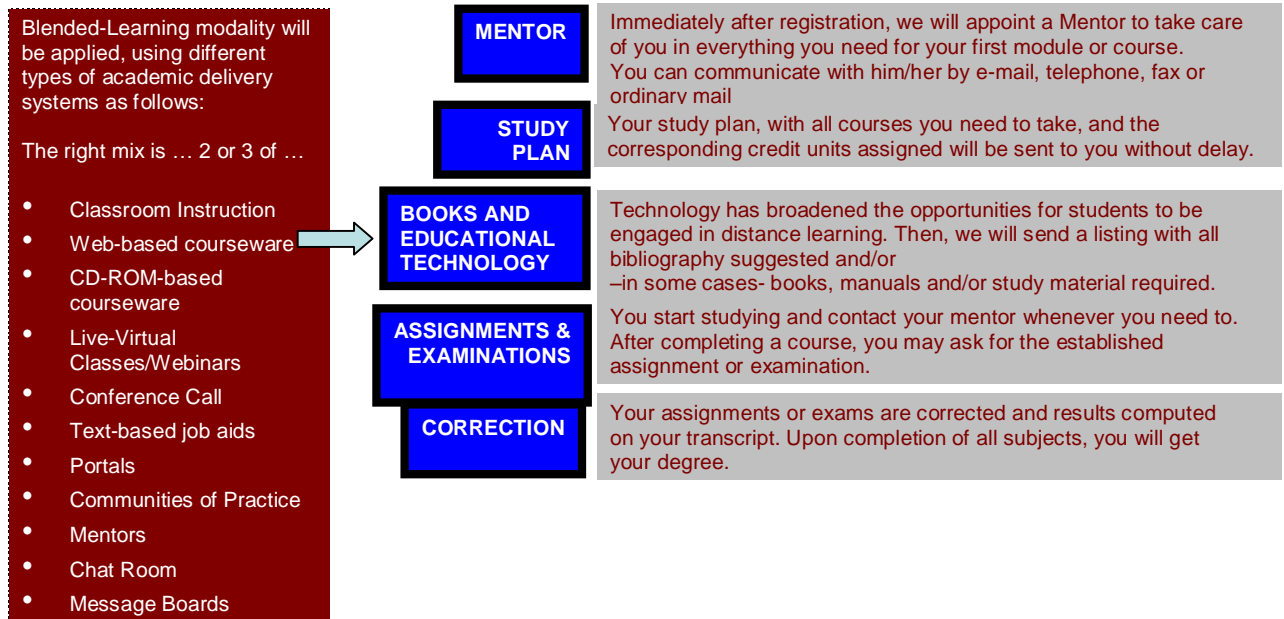 Blended-Learning modality will
be applied, using different
types of academic delivery
systems as follows:
The right mix is … 2 or 3 of …
• Classroom Instruction
• Web-based courseware
• CD-ROM-based
courseware
• Live-Virtual
Classes/Webinars
• Conference Call
• Text-based job aids
• Portals
• Communities of Practice
• Mentors
• Chat Room
• Message Boards
MENTOR
Immediately after registration, we will appoint a Mentor to take care
of you in everything you need for your first module or course.
You can communicate with him/her by e-mail, telephone, fax or
ordinary mail
STUDY
PLAN
Your study plan, with all courses you need to take, and the
corresponding credit units assigned will be sent to you without delay.
BOOKS AND
EDUCATIONAL
TECHNOLOGY
Technology has broadened the opportunities for students to be
engaged in distance learning. Then, we will send a listing with all
bibliography suggested and/or
–in some cases- books, manuals and/or study material required.
ASSIGNMENTS &
EXAMINATIONS
You start studying and contact your mentor whenever you need to.
After completing a course, you may ask for the established
assignment or examination.
CORRECTION
Your assignments or exams are corrected and results computed
on your transcript. Upon completion of all subjects, you will get
your degree.